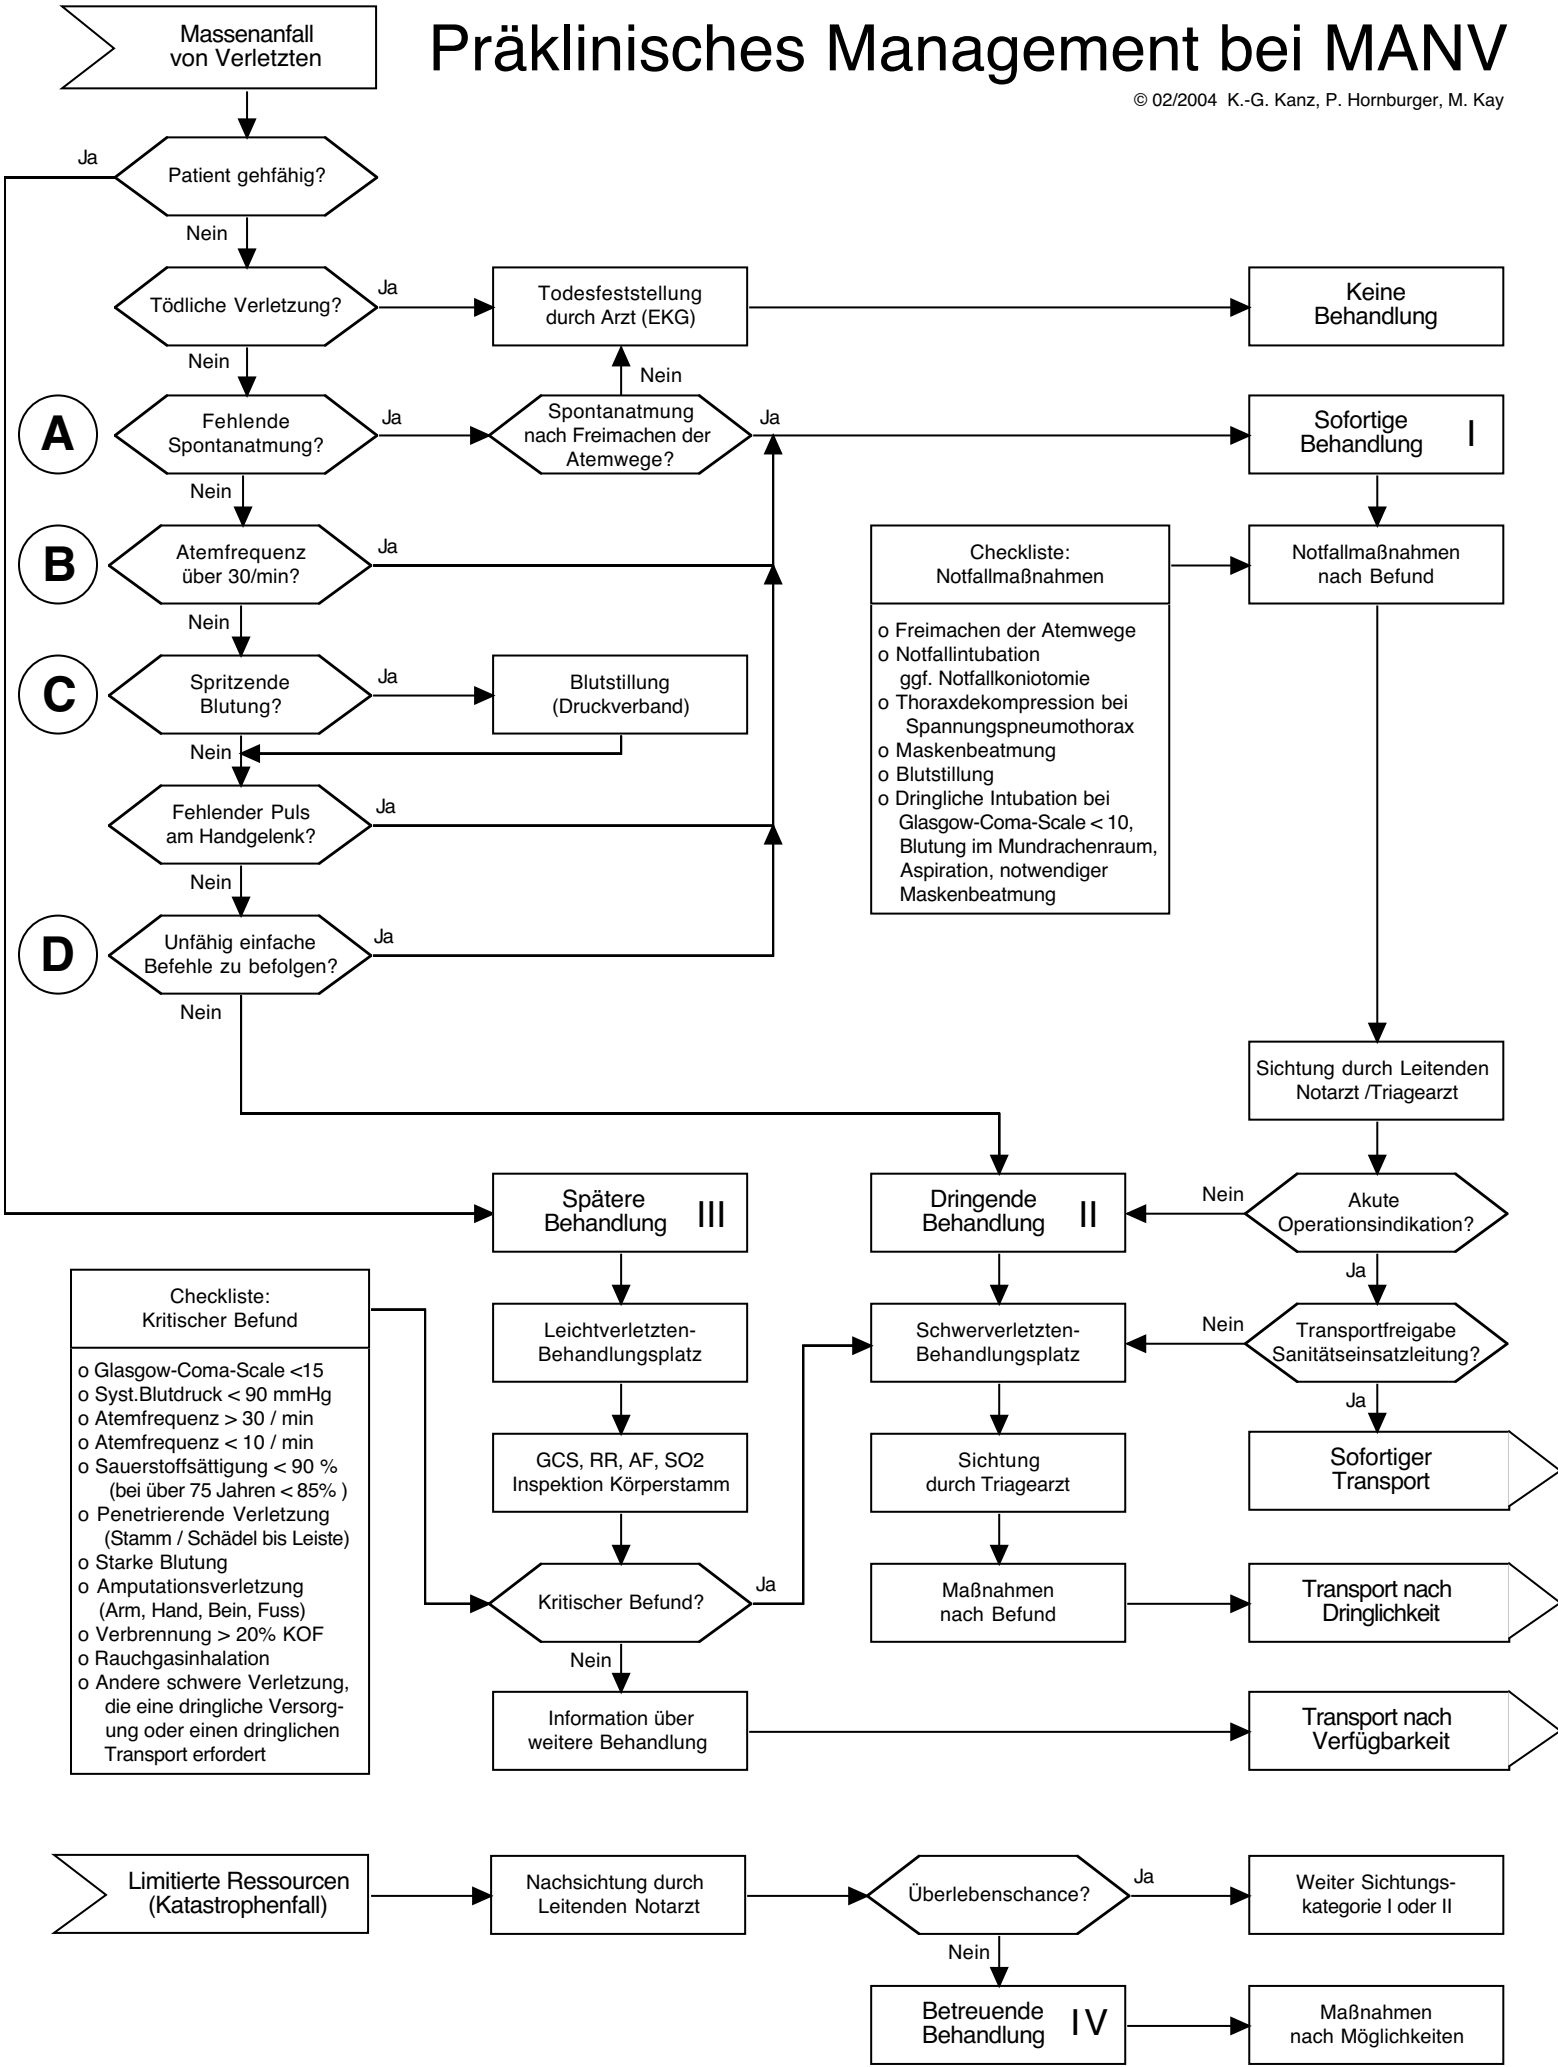 Massenanfall
von Verletzten
Präklinisches Management bei MANV
© 02/2004 K.-G. Kanz, P. Hornburger, M. Kay
Ja
Patient gehfähig?
Nein
Tödliche Verletzung?
Ja
Todesfeststellung
durch Arzt (EKG)
Keine
Behandlung
Nein
Nein
A
Fehlende
Spontanatmung?
Ja
Spontanatmung
nach Freimachen der
Atemwege?
Ja
Sofortige
Behandlung I
Nein
B
Atemfrequenz
über 30/min?
Ja
Checkliste:
Notfallmaßnahmen
o Freimachen der Atemwege
o Notfallintubation
ggf. Notfallkoniotomie
o Thoraxdekompression bei
Spannungspneumothorax
o Maskenbeatmung
o Blutstillung
o Dringliche Intubation bei
Glasgow-Coma-Scale < 10,
Blutung im Mundrachenraum,
Aspiration, notwendiger
Maskenbeatmung
Notfallmaßnahmen
nach Befund
Nein
C
Spritzende
Blutung?
Ja
Blutstillung
(Druckverband)
Nein
Fehlender Puls
am Handgelenk?
Ja
Nein
D
Unfähig einfache
Befehle zu befolgen?
Ja
Nein
Sichtung durch Leitenden
Notarzt /Triagearzt
Spätere
Behandlung III
Dringende
Behandlung II
Nein
Akute
Operationsindikation?
Ja
Checkliste:
Kritischer Befund
o Glasgow-Coma-Scale <15
o Syst.Blutdruck < 90 mmHg
o Atemfrequenz > 30 / min
o Atemfrequenz < 10 / min
o Sauerstoffsättigung < 90 %
(bei über 75 Jahren < 85% )
o Penetrierende Verletzung
(Stamm / Schädel bis Leiste)
o Starke Blutung
o Amputationsverletzung
(Arm, Hand, Bein, Fuss)
o Verbrennung > 20% KOF
o Rauchgasinhalation
o Andere schwere Verletzung,
die eine dringliche Versorg-
ung oder einen dringlichen
Transport erfordert
Leichtverletzten-
Behandlungsplatz
Schwerverletzten-
Behandlungsplatz
Nein
Transportfreigabe
Sanitätseinsatzleitung?
Ja
GCS, RR, AF, SO2
Inspektion Körperstamm
Sichtung
durch Triagearzt
Sofortiger
Transport
Kritischer Befund?
Ja
Maßnahmen
nach Befund
Transport nach
Dringlichkeit
Nein
Information über
weitere Behandlung
Transport nach
Verfügbarkeit
Limitierte Ressourcen
(Katastrophenfall)
Nachsichtung durch
Leitenden Notarzt
Überlebenschance?
Ja
Weiter Sichtungs-
kategorie I oder II
Nein
Betreuende
Behandlung IV
Maßnahmen
nach Möglichkeiten